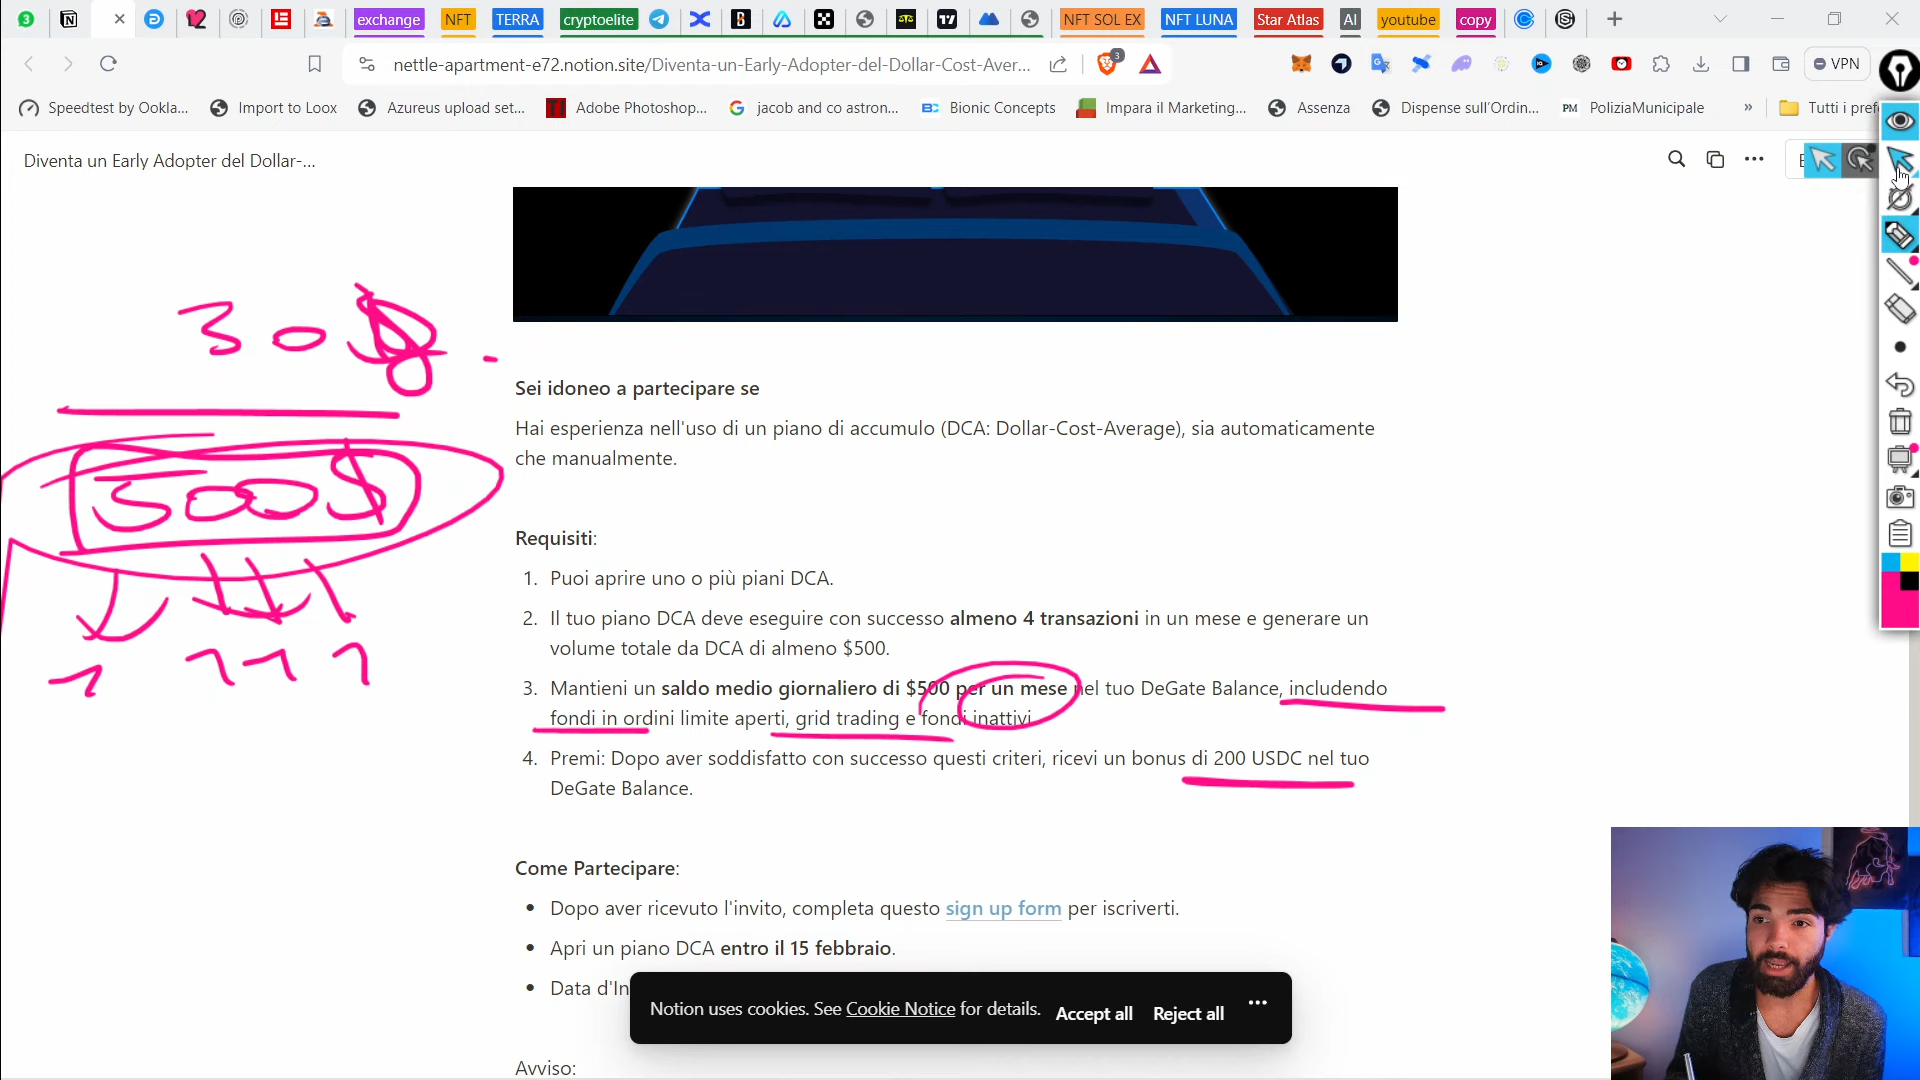 exchange NFT TERRA cryptoelite NFT SOL EX NFT LUNA Star Atlas AI youtube copy
nettle-apartment-e72.notion.site/Diventa-un-Early-Adopter-del-Dollar-Cost-Aver... 3 VPN
Speedtest by Ookla... Import to Loox Azureus upload set... Adobe Photoshop... jacob and co astron... Bionic Concepts Impara il Marketing... Assenza Dispense sull'Ordin... PM PoliziaMunicipale » Tutti i pref
Diventa un Early Adopter del Dollar-...
30
500$
1 1 1 1
Sei idoneo a partecipare se
Hai esperienza nell'uso di un piano di accumulo (DCA: Dollar-Cost-Average), sia automaticamente
che manualmente.
Requisiti:
1. Puoi aprire uno o più piani DCA.
2. Il tuo piano DCA deve eseguire con successo almeno 4 transazioni in un mese e generare un
volume totale da DCA di almeno $500.
3. Mantieni un saldo medio giornaliero di $500 per un mese nel tuo DeGate Balance, includendo
fondi in ordini limite aperti, grid trading e fondi inattivi.
4. Premi: Dopo aver soddisfatto con successo questi criteri, ricevi un bonus di 200 USDC nel tuo
DeGate Balance.
Come Partecipare:
• Dopo aver ricevuto l'invito, completa questo sign up form per iscriverti.
• Apri un piano DCA entro il 15 febbraio.
• Data d'In
Notion uses cookies. See Cookie Notice for details. Accept all Reject all
Avviso: